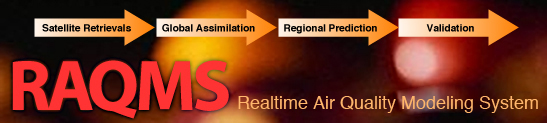 Satellite Retrievals Global Assimilation Regional Prediction Validation
RAQMS Realtime Air Quality Modeling System